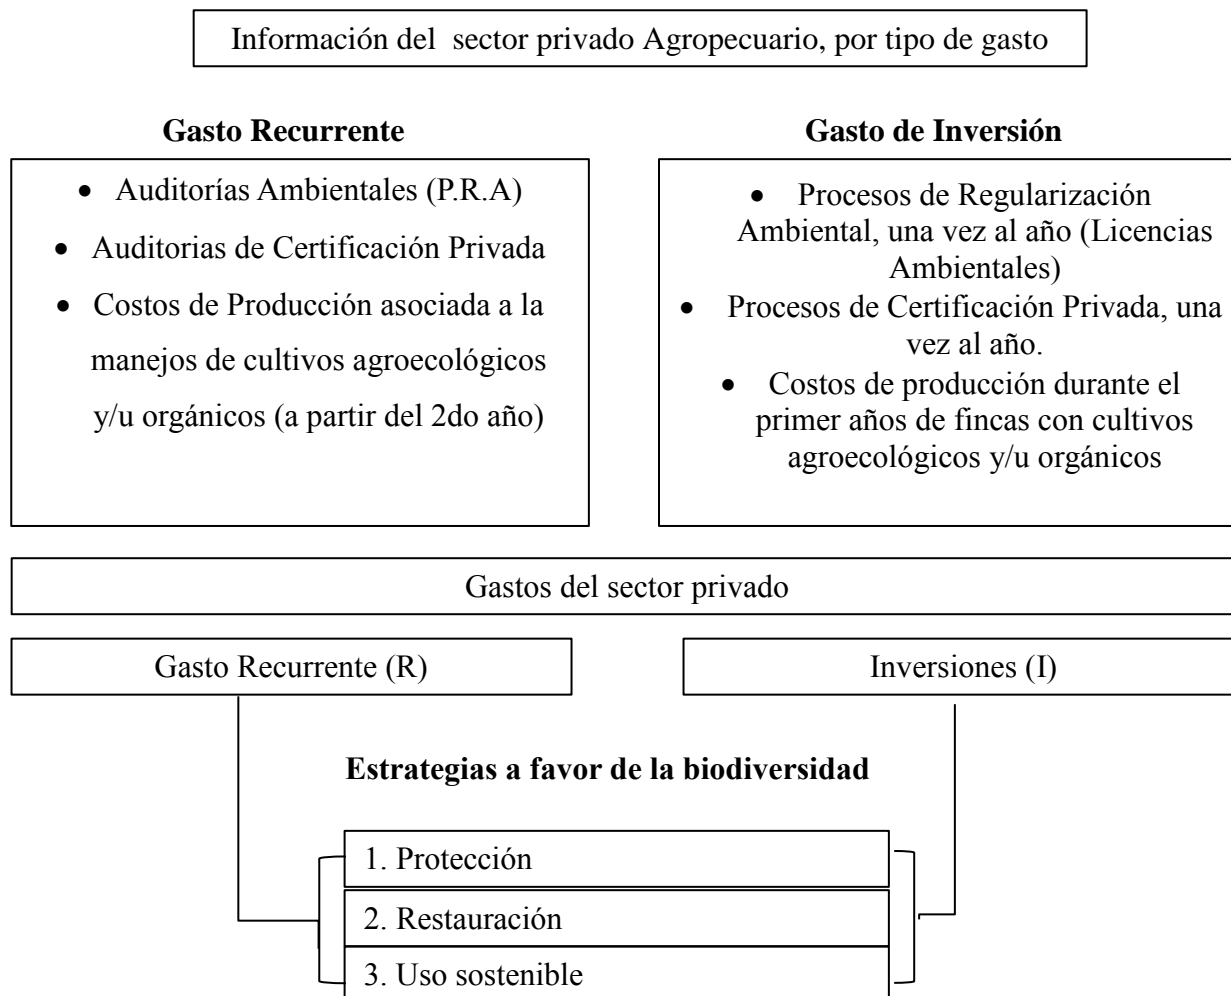 Información del sector privado Agropecuario, por tipo de gasto
Gasto Recurrente
• Auditorías Ambientales (P.R.A)
• Auditorias de Certificación Privada
• Costos de Producción asociada a la
manejos de cultivos agroecológicos
y/u orgánicos (a partir del 2do año)
Gasto de Inversión
• Procesos de Regularización
Ambiental, una vez al año (Licencias
Ambientales)
• Procesos de Certificación Privada, una
vez al año.
• Costos de producción durante el
primer años de fincas con cultivos
agroecológicos y/u orgánicos
Gastos del sector privado
Gasto Recurrente (R)
Inversiones (I)
Estrategias a favor de la biodiversidad
1. Protección
2. Restauración
3. Uso sostenible